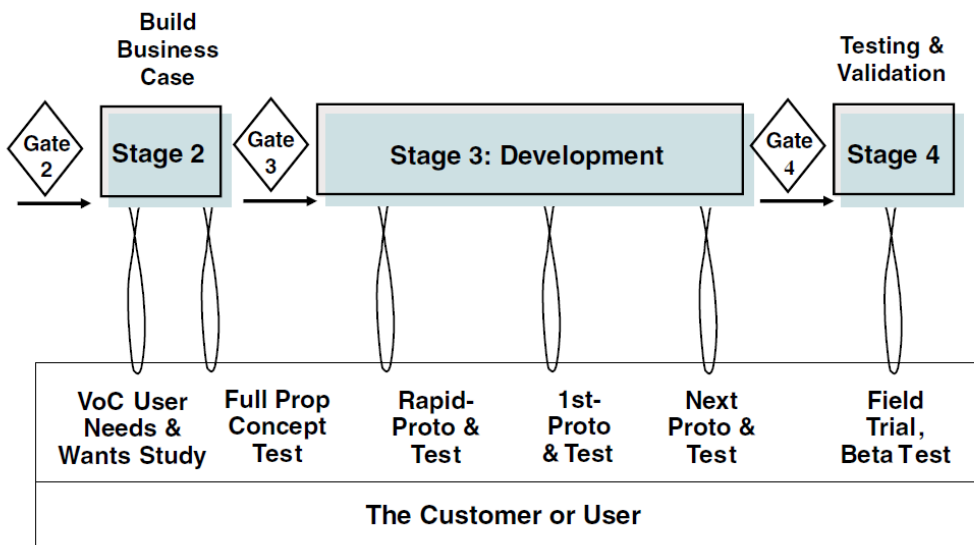 Build
Business
Case
Testing &
Validation
Gate
2
Stage 2
Gate
3
Stage 3: Development
Gate
4
Stage 4
VoC User
Needs &
Wants Study
Full Prop
Concept
Test
Rapid-
Proto &
Test
1st-
Proto
& Test
Next
Proto &
Test
Field
Trial,
Beta Test
The Customer or User